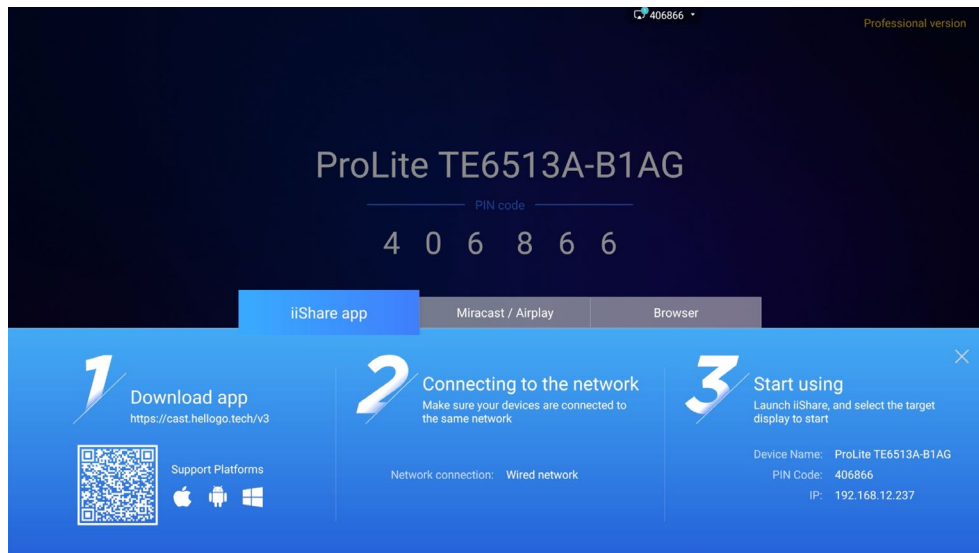 406866
Professional version
ProLite TE6513A-B1AG
PIN code
4 0 6 8 6 6
iiShare app
Miracast / Airplay
Browser
1
Download app
https://cast.hellogo.tech/v3
Support Platforms
2
Connecting to the network
Make sure your devices are connected to
the same network
Network connection: Wired network
3
Start using
Launch iiShare, and select the target
display to start
Device Name: ProLite TE6513A-B1AG
PIN Code: 406866
IP: 192.168.12.237